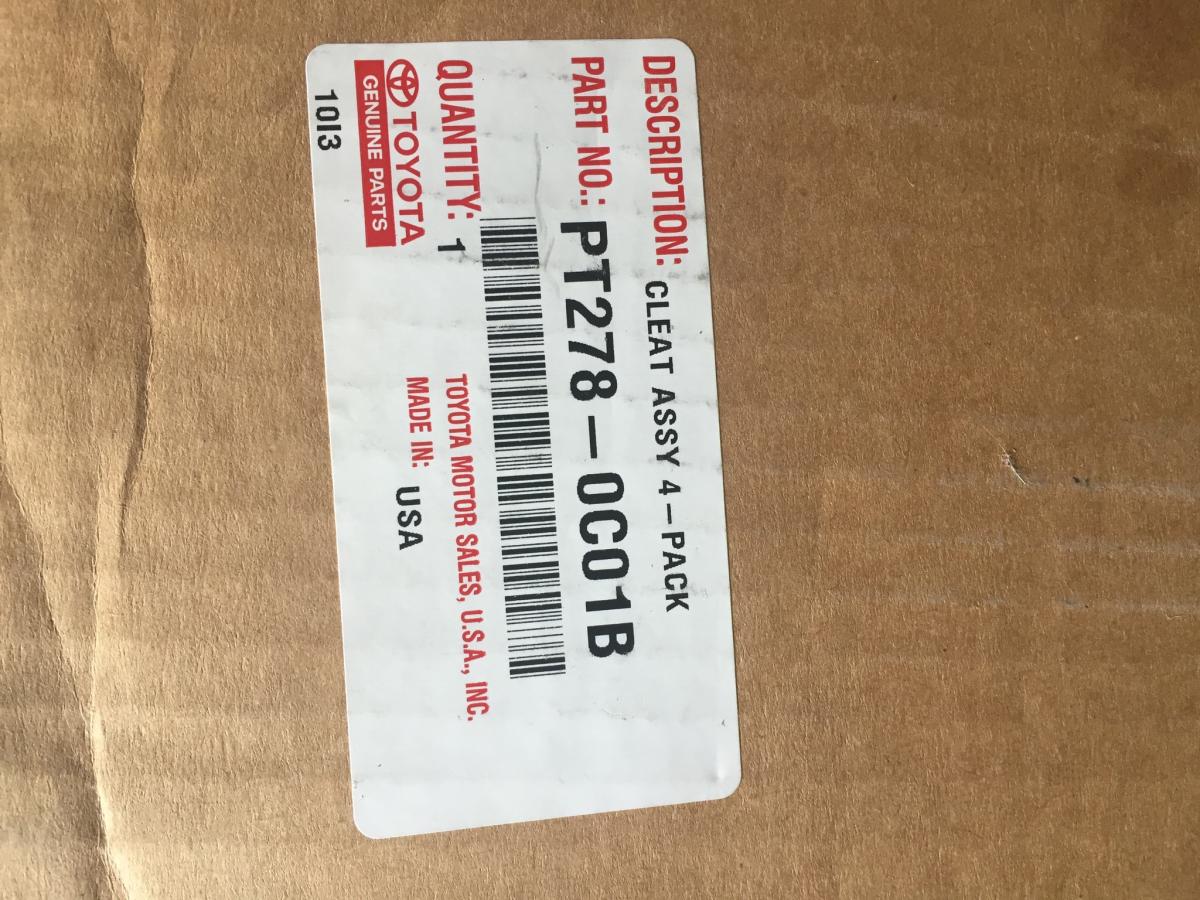 DESCRIPTION: CLEAT ASSY 4-PACK
PART NO.: PT278-0C01B
QUANTITY: 1
TOYOTA MOTOR SALES, U.S.A., INC.
TOYOTA
MADE IN: USA
GENUINE PARTS
10I3